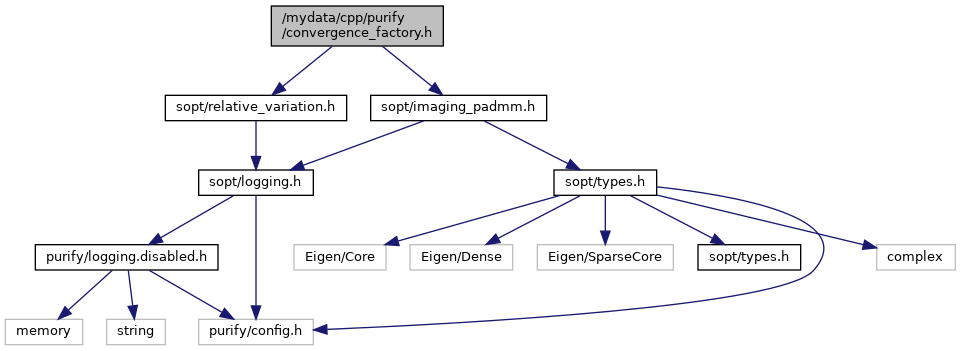 /mydata/cpp/purify
/convergence_factory.h
sopt/relative_variation.h
sopt/imaging_padmm.h
sopt/logging.h
sopt/types.h
purify/logging.disabled.h
Eigen/Core
Eigen/Dense
Eigen/SparseCore
sopt/types.h
complex
memory
string
purify/config.h